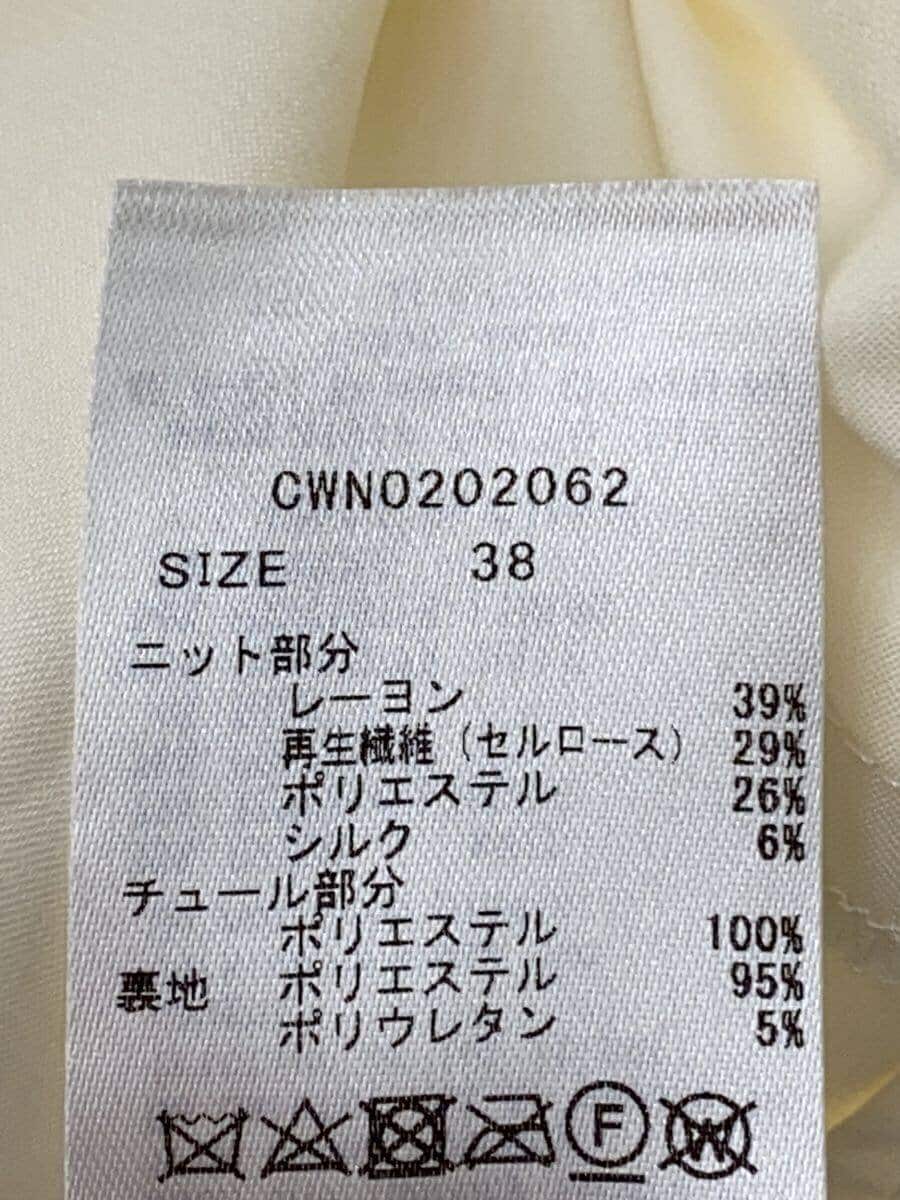 CWN0202062
SIZE 38
ニット部分
レーヨン 39%
再生繊維（セルロース） 29%
ポリエステル 26%
シルク 6%
チュール部分
ポリエステル 100%
裏地 ポリエステル 95%
ポリウレタン 5%
F W